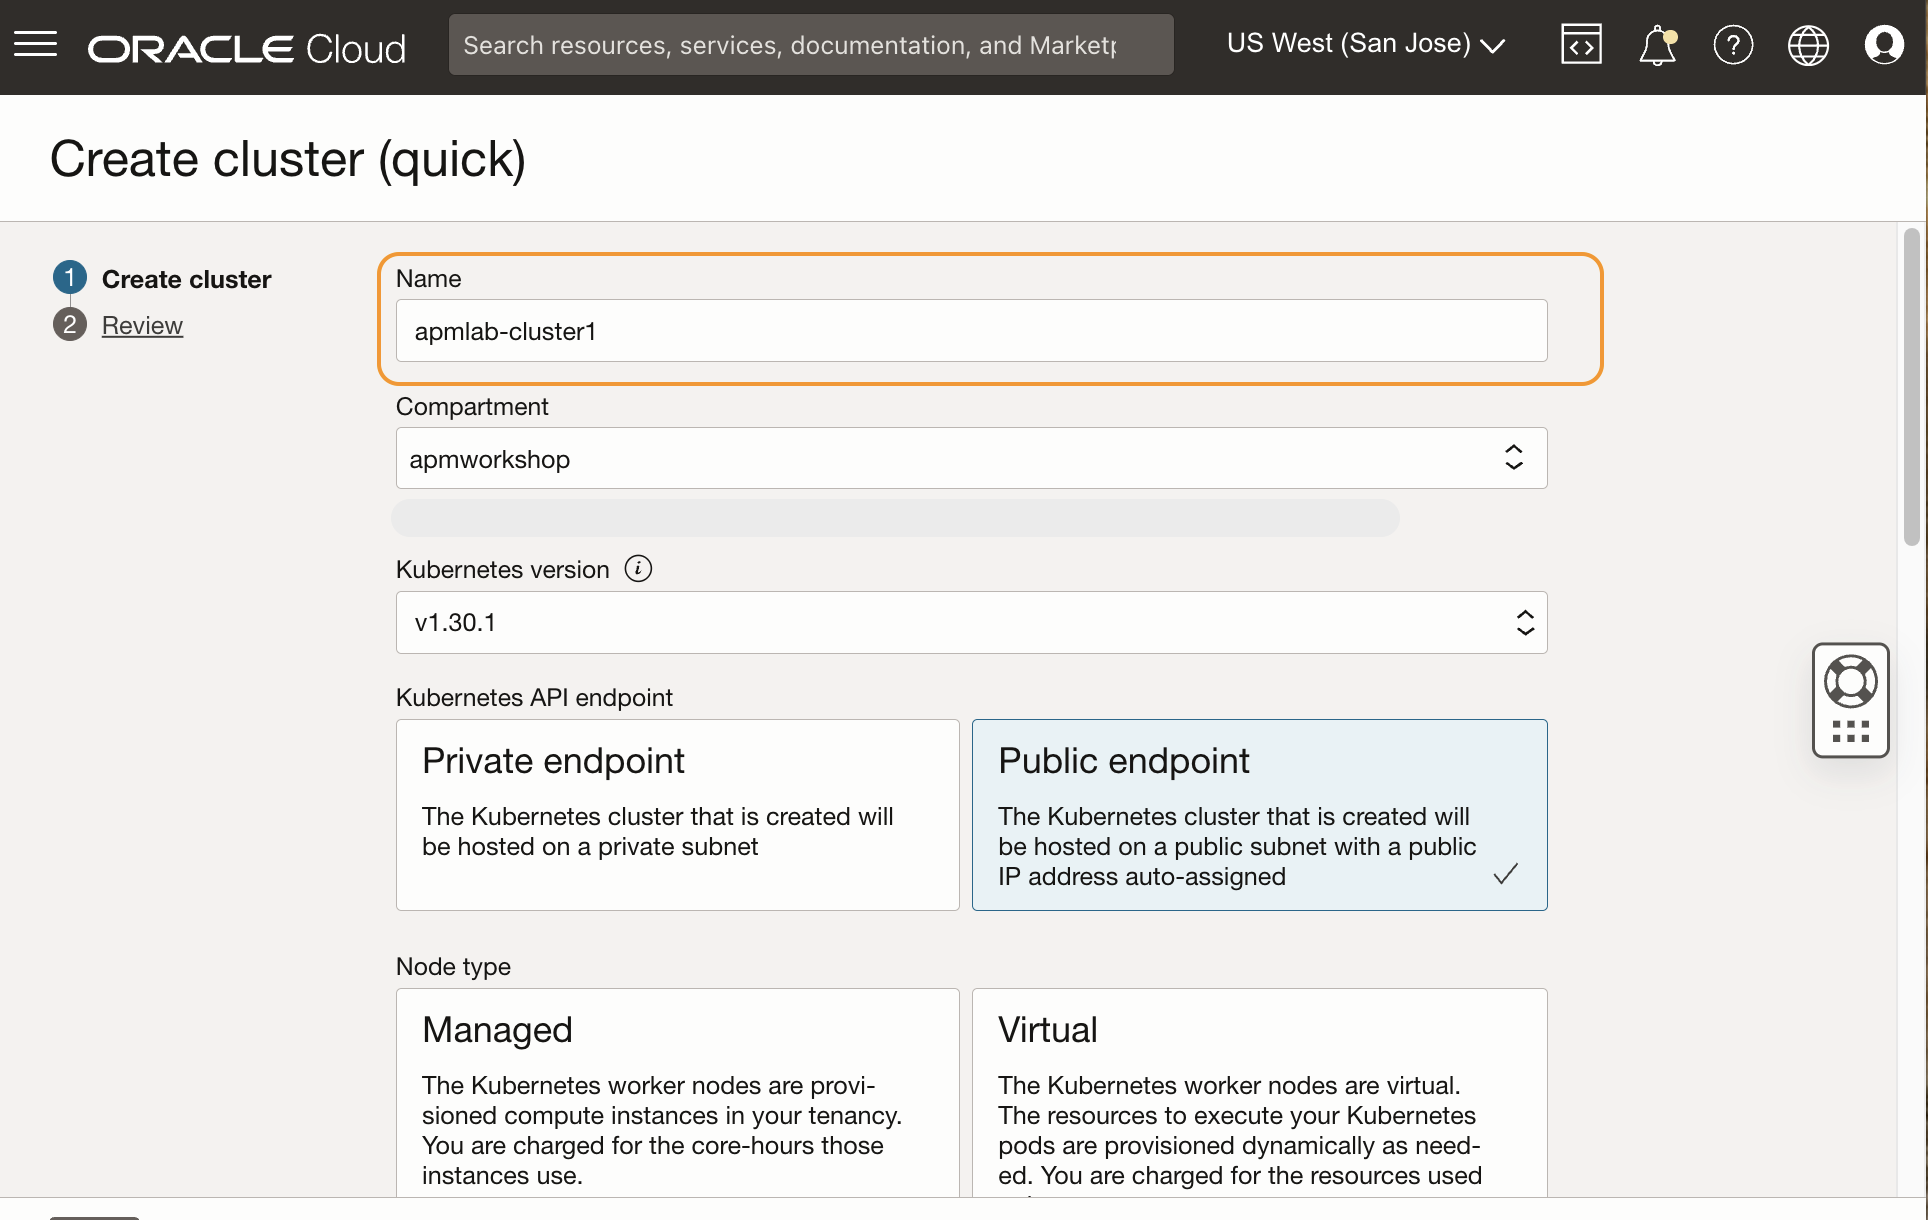 ORACLE Cloud
Search resources, services, documentation, and Marketp
US West (San Jose)
Create cluster (quick)
1 Create cluster
2 Review
Name
apmlab-cluster1
Compartment
apmworkshop
Kubernetes version
v1.30.1
Kubernetes API endpoint
Private endpoint
The Kubernetes cluster that is created will
be hosted on a private subnet
Public endpoint
The Kubernetes cluster that is created will
be hosted on a public subnet with a public
IP address auto-assigned
Node type
Managed
The Kubernetes worker nodes are provi-
sioned compute instances in your tenancy.
You are charged for the core-hours those
instances use.
Virtual
The Kubernetes worker nodes are virtual.
The resources to execute your Kubernetes
pods are provisioned dynamically as need-
ed. You are charged for the resources used